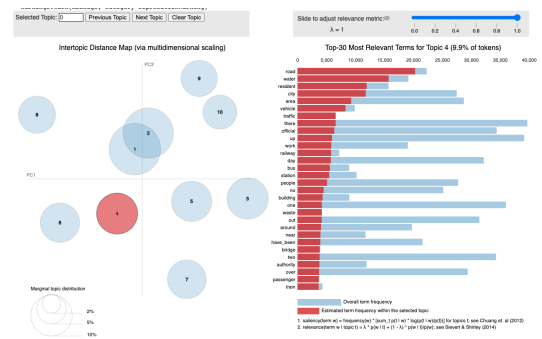 Selected Topic: 0 Previous Topic Next Topic Clear Topic
Slide to adjust relevance metric:(2)
λ = 1
0.0 0.2 0.4 0.6 0.8 1.0
Intertopic Distance Map (via multidimensional scaling)
PC2
PC1
9
8
10
2
1
5
3
4
6
7
Marginal topic distribution
2%
5%
10%
Top-30 Most Relevant Terms for Topic 4 (9.9% of tokens)
0 5,000 10,000 15,000 20,000 25,000 30,000 35,000 40,000
road
water
resident
city
area
vehicle
traffic
there
official
up
work
railway
day
bus
station
people
no
building
one
waste
out
around
near
have_been
bridge
two
authority
over
passenger
train
Overall term frequency
Estimated term frequency within the selected topic
1. saliency(term w) = frequency(w) * [sum_t p(t | w) * log(p(t | w)/p(t))] for topics t; see Chuang et. al (2012)
2. relevance(term w | topic t) = λ * p(w | t) + (1 - λ) * p(w | t)/p(w); see Sievert & Shirley (2014)